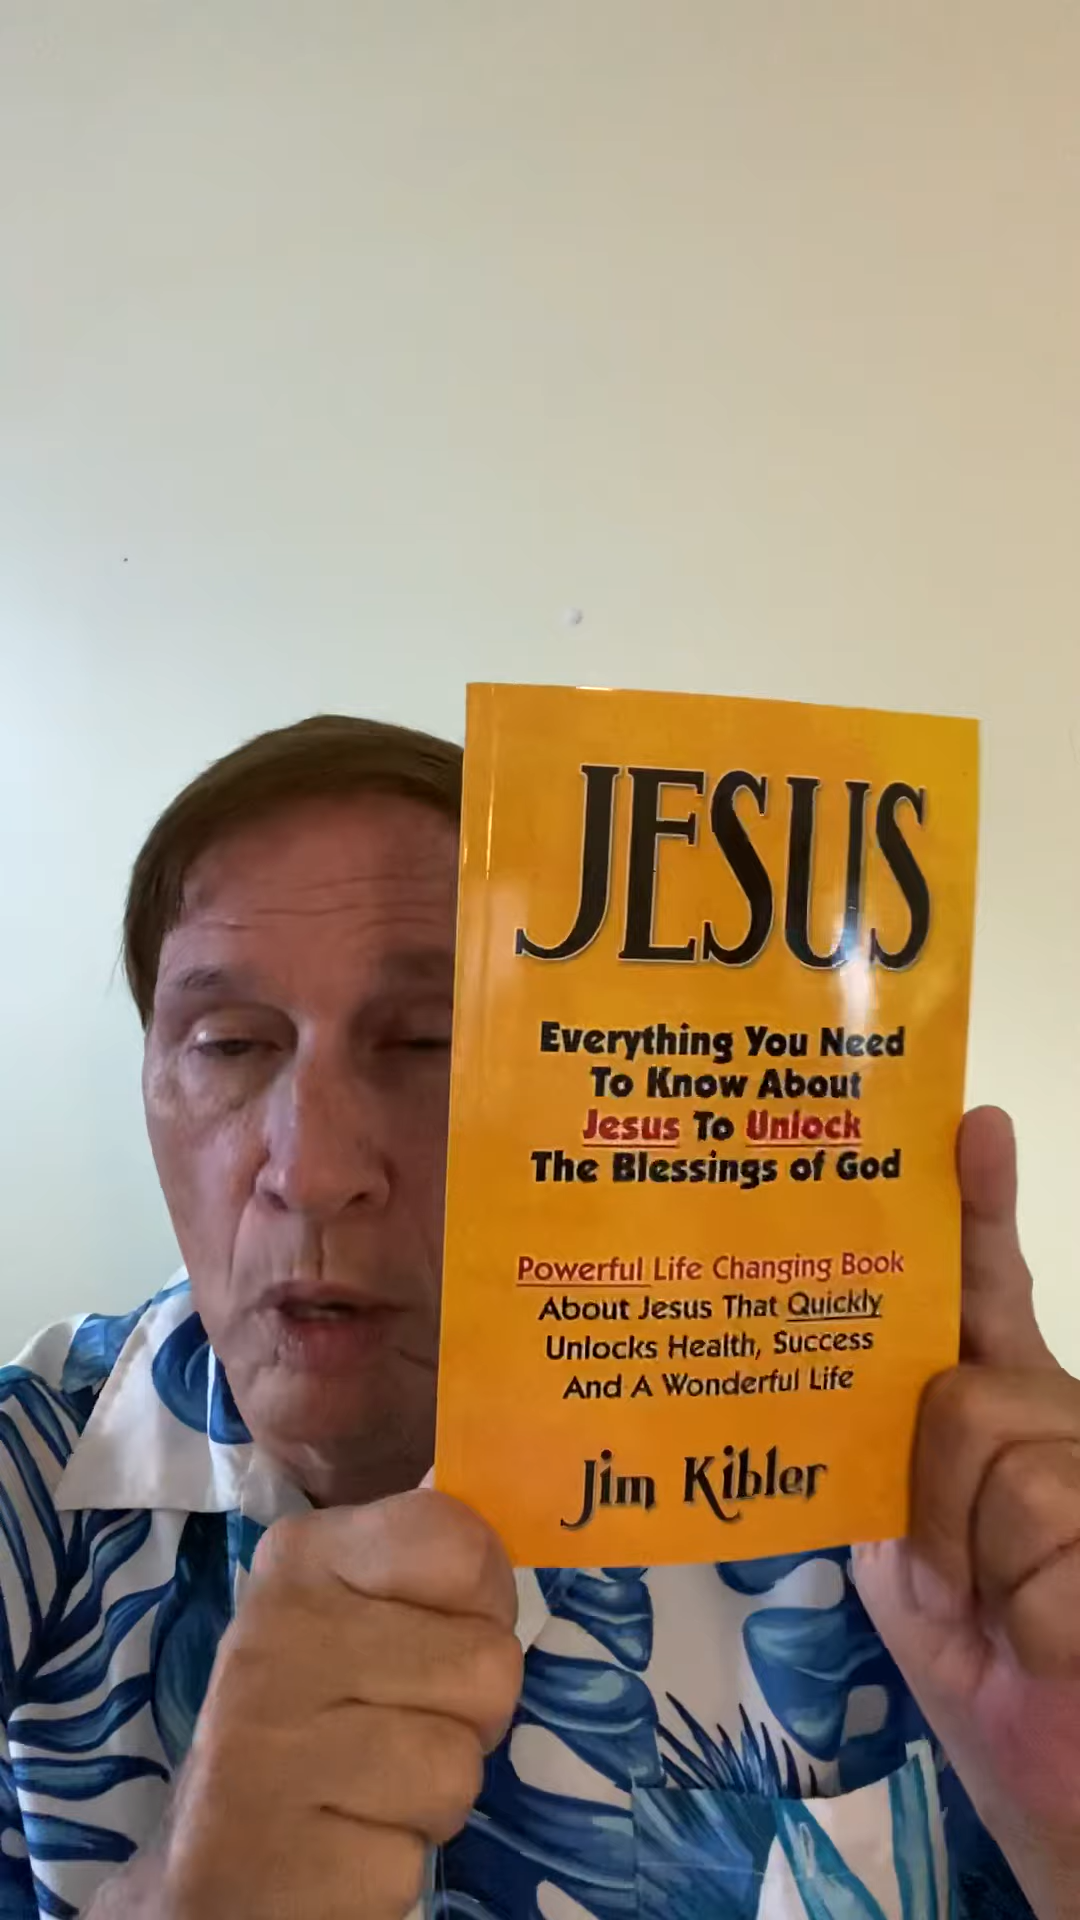 JESUS
Everything You Need
To Know About
Jesus To Unlock
The Blessings of God
Powerful Life Changing Book
About Jesus That Quickly
Unlocks Health, Success
And A Wonderful Life
Jim Kibler